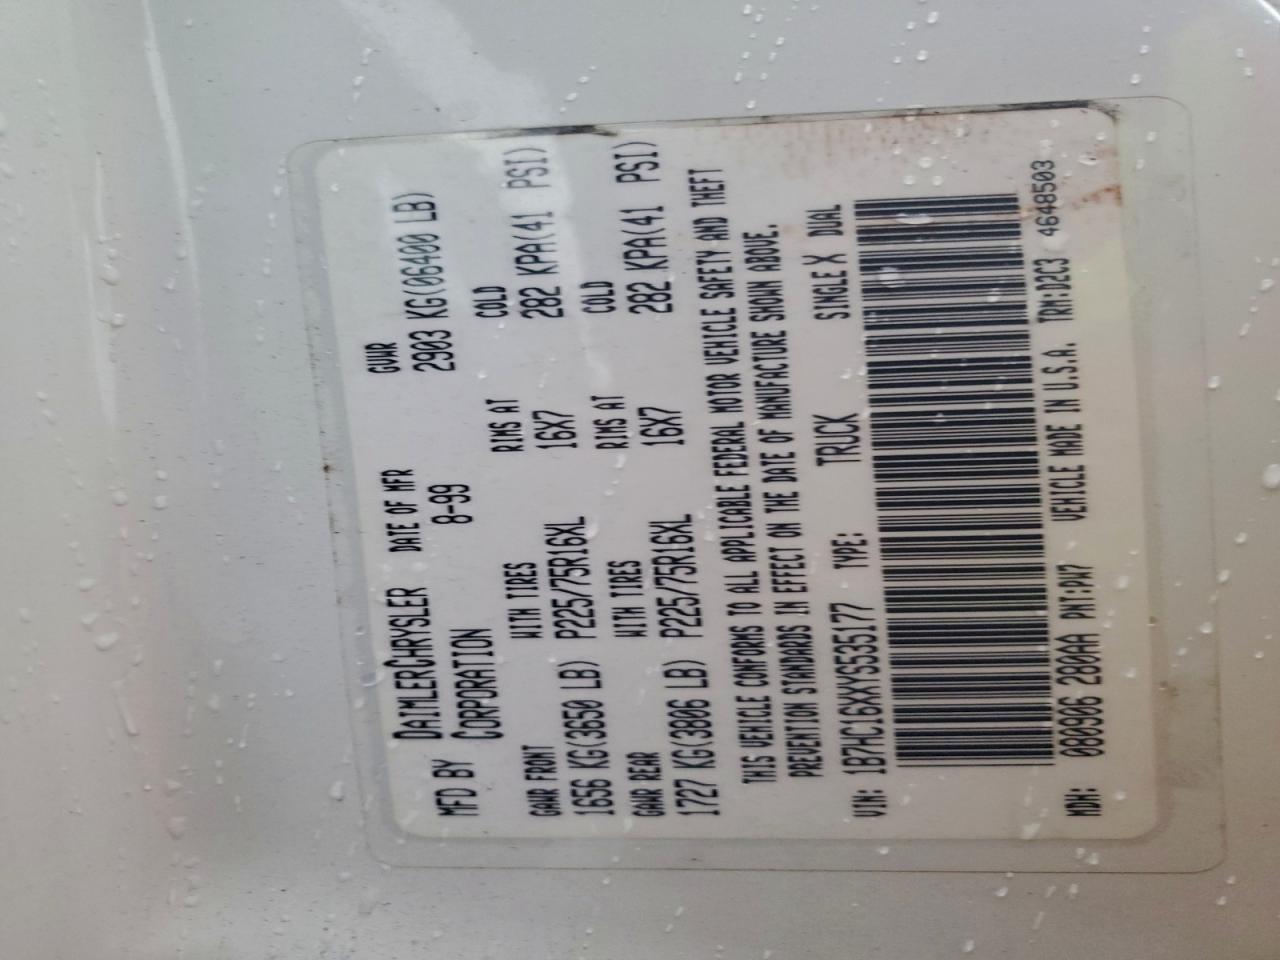 MFD BY DAIMLERCHRYSLER CORPORATION DATE OF MFR 8-99 GVWR 2903 KG(06400 LB)
GAWR FRONT WITH TIRES RIMS AT COLD
1656 KG(3650 LB) P225/75R16XL 16X7 282 KPA(41 PSI)
GAWR REAR WITH TIRES RIMS AT COLD
1727 KG(3806 LB) P225/75R16XL 16X7 282 KPA(41 PSI)
THIS VEHICLE CONFORMS TO ALL APPLICABLE FEDERAL MOTOR VEHICLE SAFETY AND THEFT
PREVENTION STANDARDS IN EFFECT ON THE DATE OF MANUFACTURE SHOWN ABOVE.
VIN: 1B7HC16XXYS535177 TYPE: TRUCK SINGLE X DUAL
MDH: 080906 280AA PNT:PW7 VEHICLE MADE IN U.S.A. TRM:D2C3 4648503